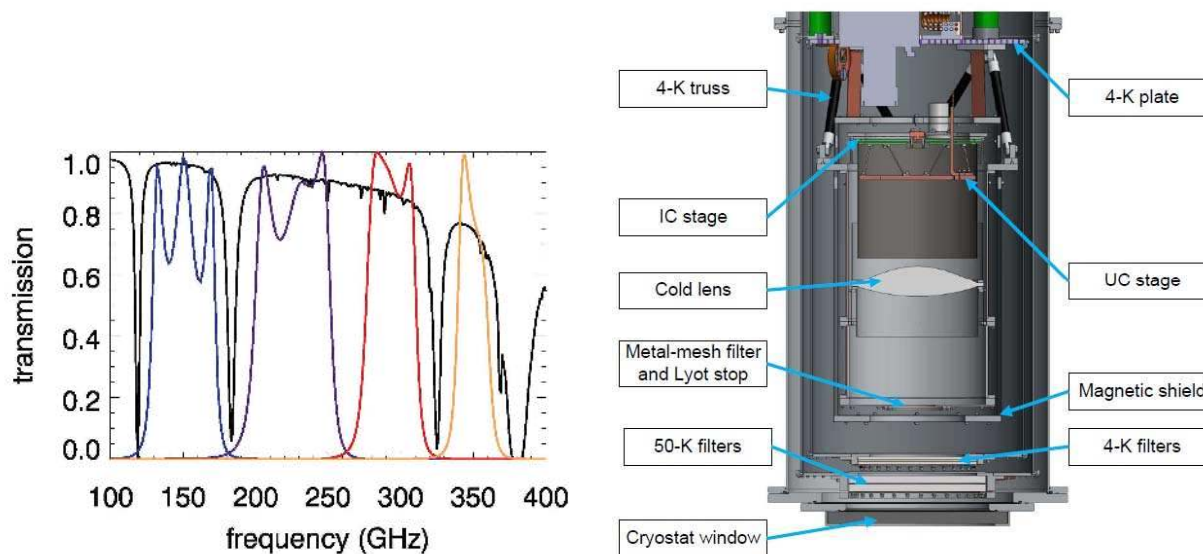 transmission
1.0
0.8
0.6
0.4
0.2
0.0
100 150 200 250 300 350 400
frequency (GHz)
4-K truss
4-K plate
IC stage
UC stage
Cold lens
Metal-mesh filter
and Lyot stop
Magnetic shield
50-K filters
4-K filters
Cryostat window